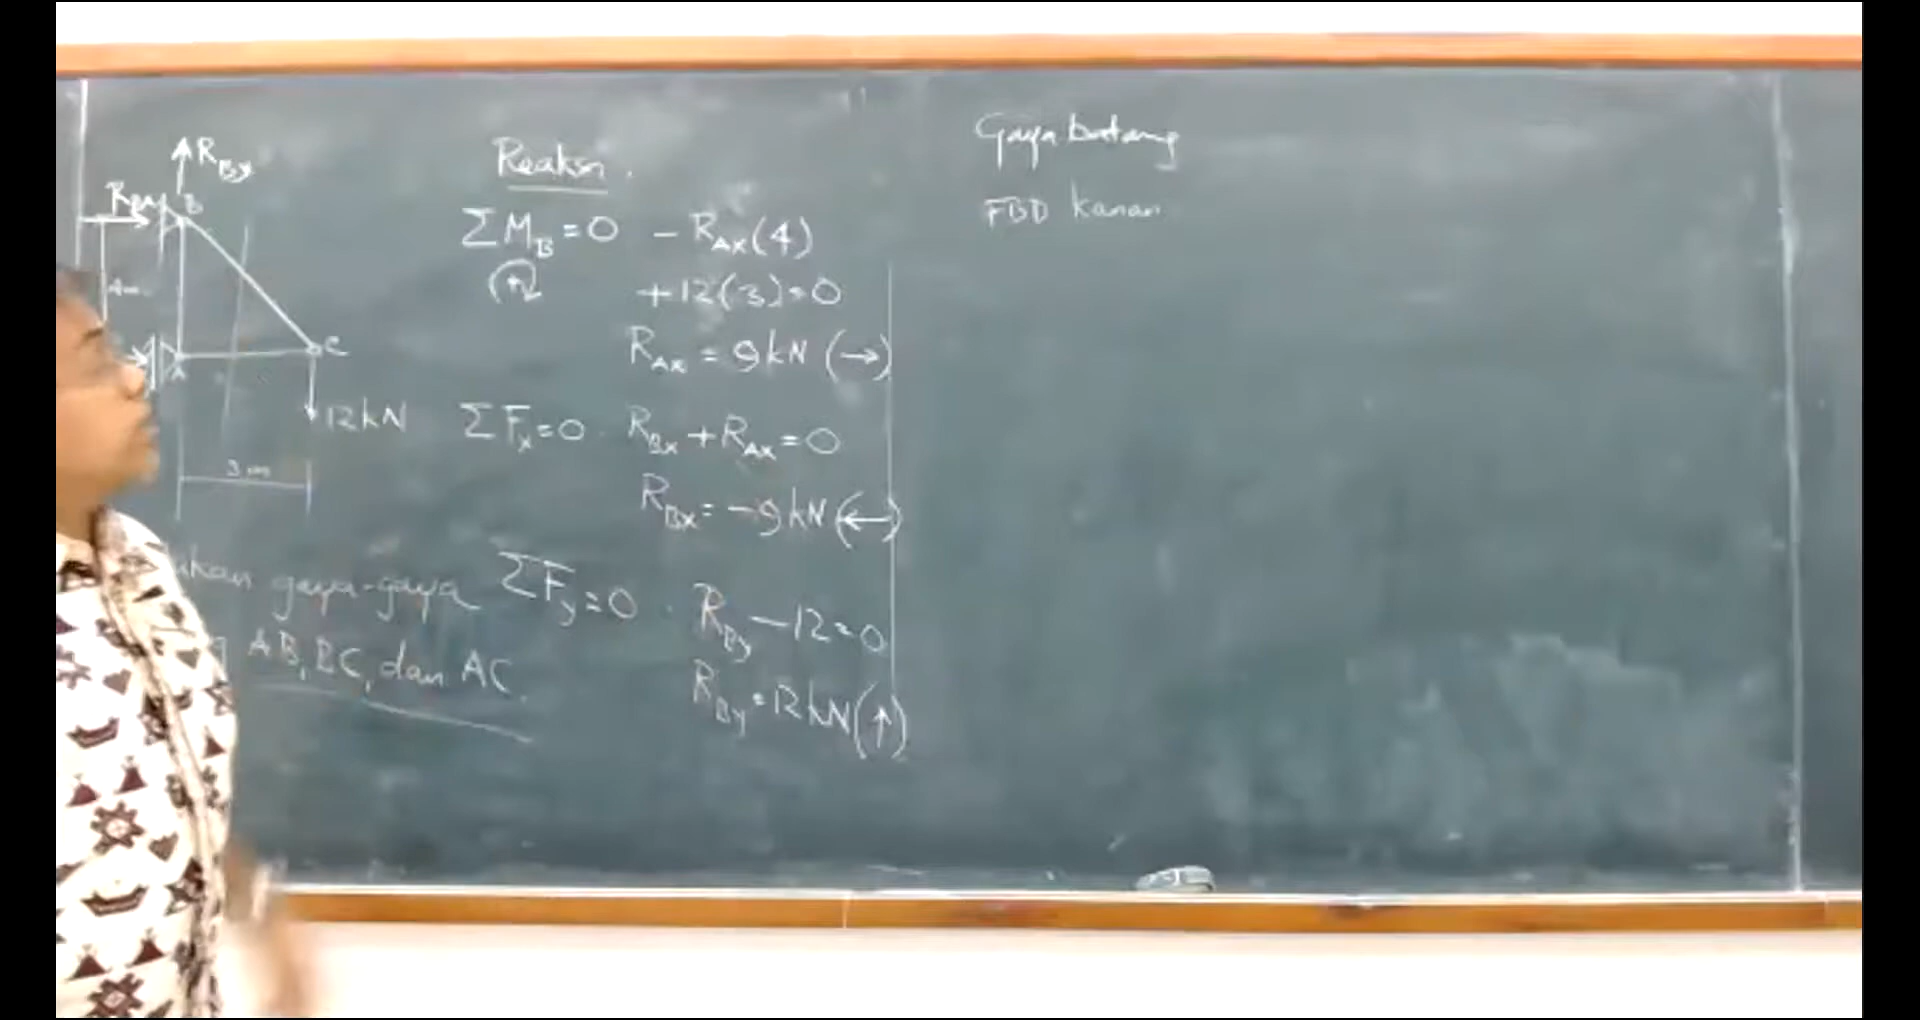 R_By
R_Bx B
4m
A C
12 kN
3 m
gaya-gaya
AB, BC, dan AC.
Reaksi.
ΣM_B = 0 - R_Ax(4)
+ 12(3) = 0
R_Ax = 9 kN (→)
ΣF_x = 0 . R_Bx + R_Ax = 0
R_Bx = -9 kN (←)
ΣF_y = 0 . R_By - 12 = 0
R_By = 12 kN (↑)
Gaya batang
FBD kanan